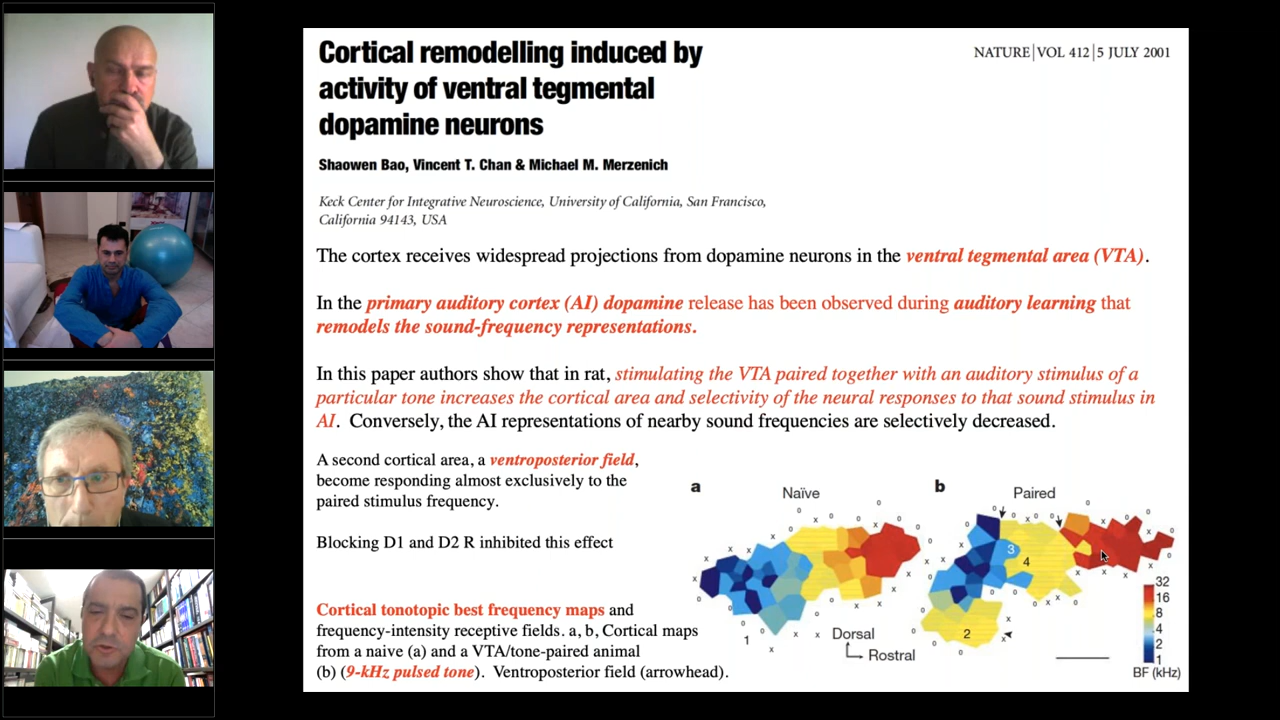 Cortical remodelling induced by
activity of ventral tegmental
dopamine neurons
NATURE|VOL 412|5 JULY 2001
Shaowen Bao, Vincent T. Chan & Michael M. Merzenich
Keck Center for Integrative Neuroscience, University of California, San Francisco,
California 94143, USA
The cortex receives widespread projections from dopamine neurons in the ventral tegmental area (VTA).
In the primary auditory cortex (AI) dopamine release has been observed during auditory learning that
remodels the sound-frequency representations.
In this paper authors show that in rat, stimulating the VTA paired together with an auditory stimulus of a
particular tone increases the cortical area and selectivity of the neural responses to that sound stimulus in
AI. Conversely, the AI representations of nearby sound frequencies are selectively decreased.
A second cortical area, a ventroposterior field,
become responding almost exclusively to the
paired stimulus frequency.
Blocking D1 and D2 R inhibited this effect
Cortical tonotopic best frequency maps and
frequency-intensity receptive fields. a, b, Cortical maps
from a naive (a) and a VTA/tone-paired animal
(b) (9-kHz pulsed tone). Ventroposterior field (arrowhead).
a
Naïve
1
Dorsal
Rostral
b
Paired
3
4
2
32
16
8
4
2
1
BF (kHz)